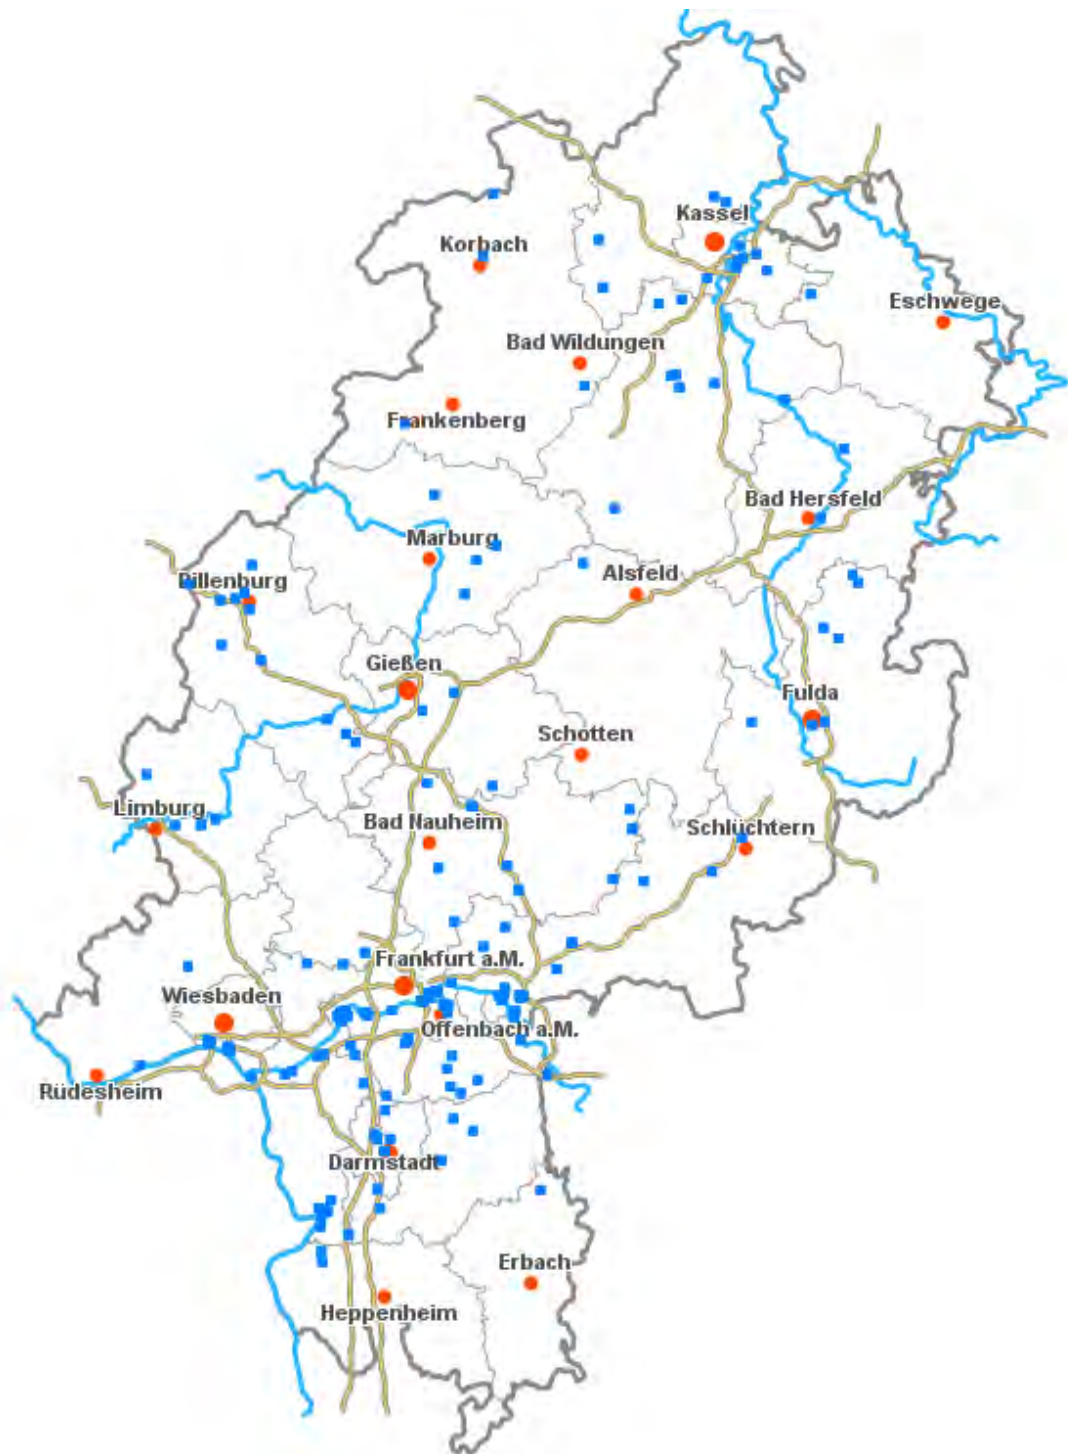 Kassel
Korbach
Eschwege
Bad Wildungen
Frankenberg
Bad Hersfeld
Marburg
Alsfeld
Dillenburg
Gießen
Fulda
Schotten
Limburg
Bad Nauheim
Schlüchtern
Frankfurt a.M.
Wiesbaden
Offenbach a.M.
Rüdesheim
Darmstadt
Erbach
Heppenheim